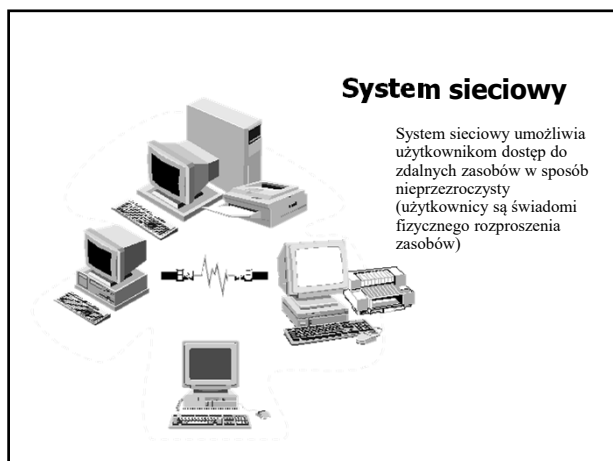 System sieciowy
System sieciowy umożliwia
użytkownikom dostęp do
zdalnych zasobów w sposób
nieprzezroczysty
(użytkownicy są świadomi
fizycznego rozproszenia
zasobów)